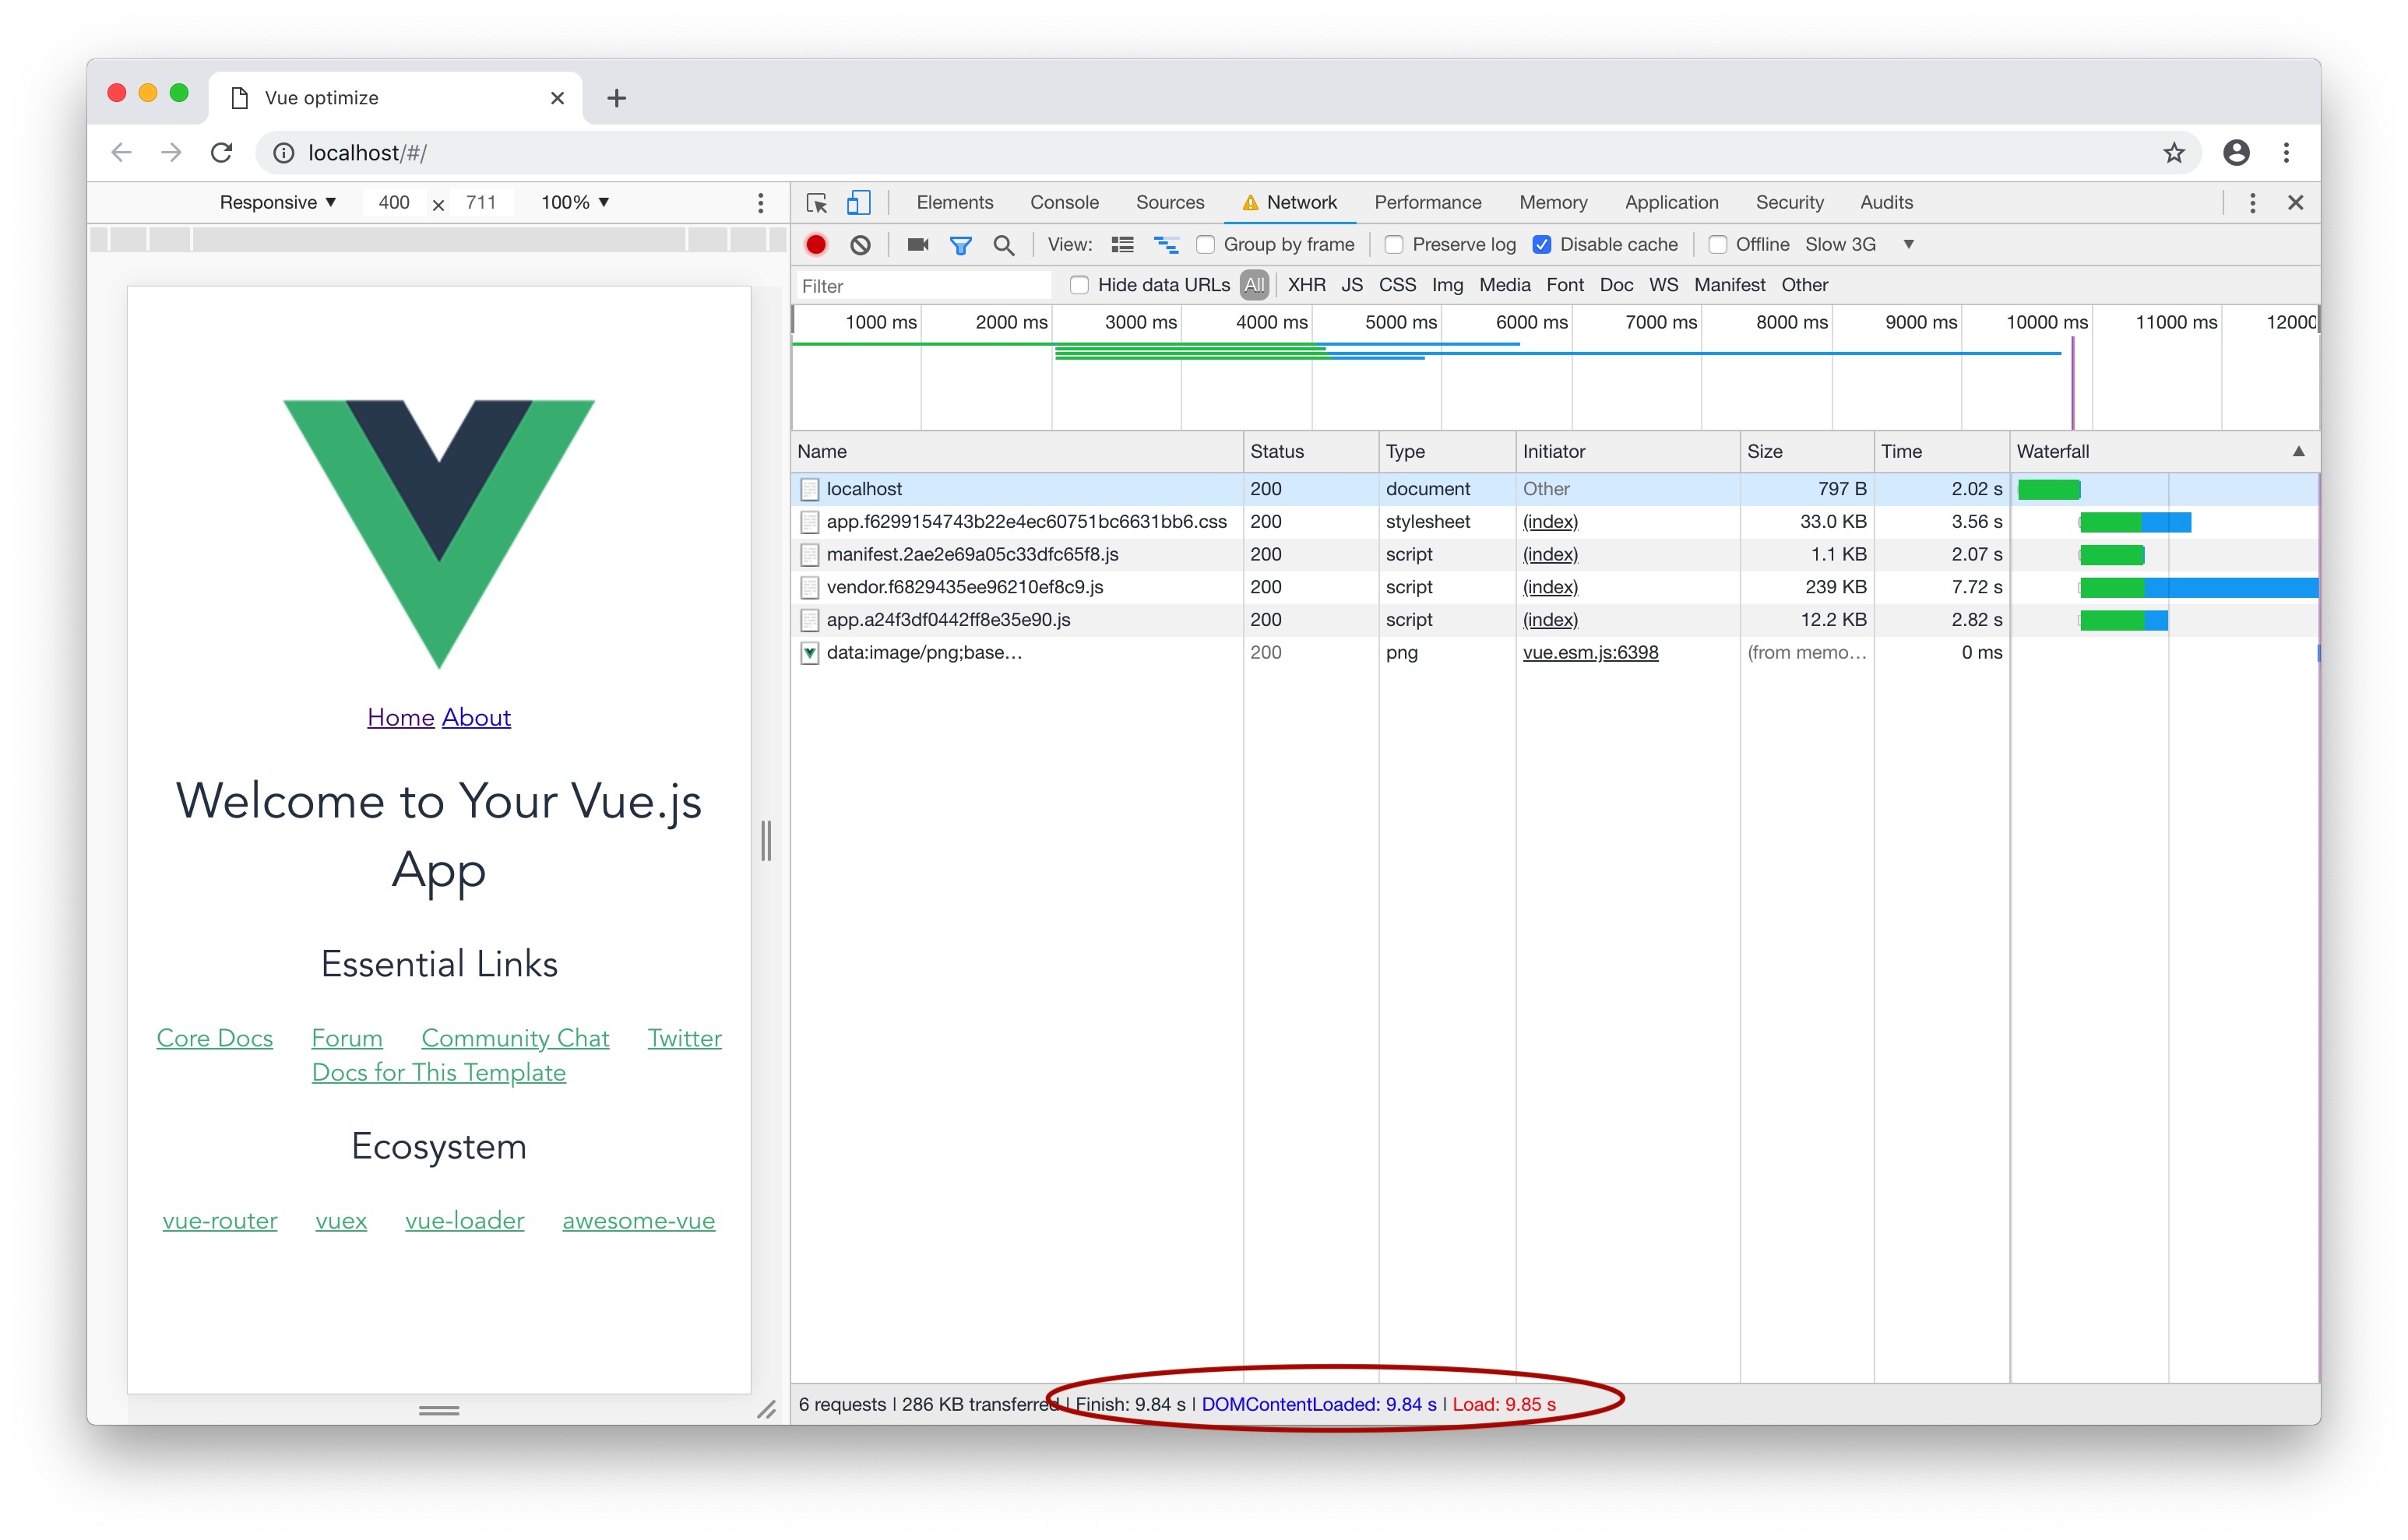 Vue optimize
localhost/#/
Responsive ▼ 400 × 711 100% ▼
Elements Console Sources Network Performance Memory Application Security Audits
View: Group by frame Preserve log Disable cache Offline Slow 3G ▼
Filter Hide data URLs All XHR JS CSS Img Media Font Doc WS Manifest Other
1000 ms 2000 ms 3000 ms 4000 ms 5000 ms 6000 ms 7000 ms 8000 ms 9000 ms 10000 ms 11000 ms 12000
Name Status Type Initiator Size Time Waterfall ▲
localhost 200 document Other 797 B 2.02 s
app.f6299154743b22e4ec60751bc6631bb6.css 200 stylesheet (index) 33.0 KB 3.56 s
manifest.2ae2e69a05c33dfc65f8.js 200 script (index) 1.1 KB 2.07 s
vendor.f6829435ee96210ef8c9.js 200 script (index) 239 KB 7.72 s
app.a24f3df0442ff8e35e90.js 200 script (index) 12.2 KB 2.82 s
data:image/png;base… 200 png vue.esm.js:6398 (from memo… 0 ms
Home About
Welcome to Your Vue.js
App
Essential Links
Core Docs Forum Community Chat Twitter
Docs for This Template
Ecosystem
vue-router vuex vue-loader awesome-vue
6 requests | 286 KB transferred | Finish: 9.84 s | DOMContentLoaded: 9.84 s | Load: 9.85 s